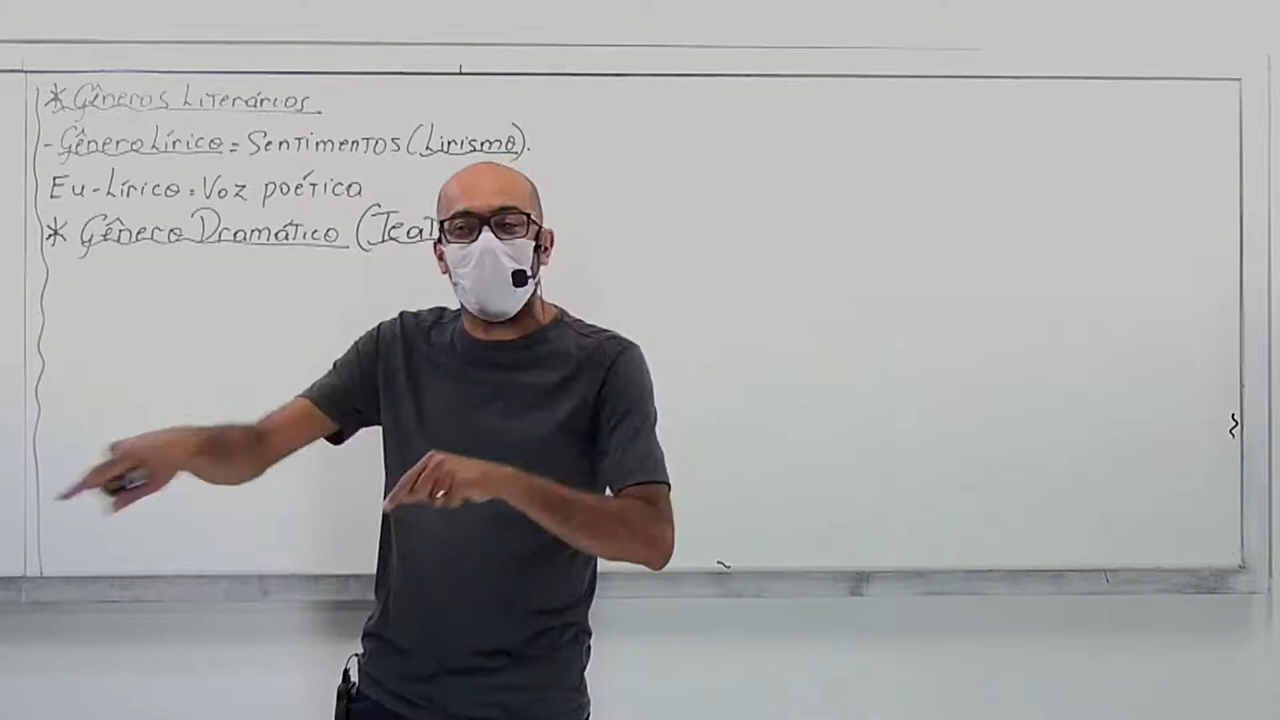 * Gêneros Literários
- Gênero Lírico = Sentimentos (Lirismo).
Eu-Lírico = Voz poética
* Gênero Dramático